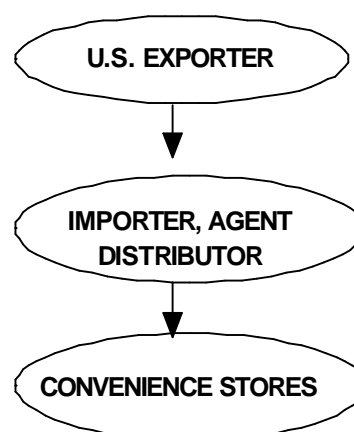 U.S. EXPORTER
IMPORTER, AGENT
DISTRIBUTOR
CONVENIENCE STORES